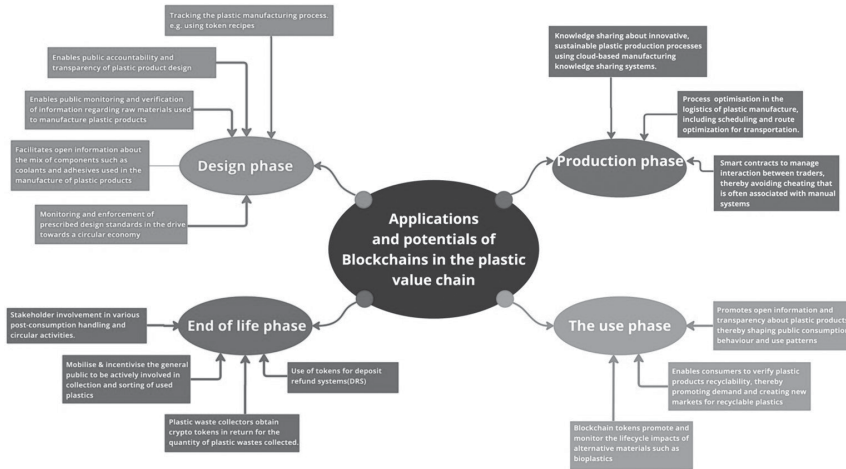 Tracking the plastic manufacturing process.
e.g. using token recipes
Enables public accountability and
transparency of plastic product design
Enables public monitoring and verification
of information regarding raw materials used
to manufacture plastic products
Facilitates open information about
the mix of components such as
coolants and adhesives used in the
manufacture of plastic products
Monitoring and enforcement of
prescribed design standards in the drive
towards a circular economy
Design phase
Knowledge sharing about innovative,
sustainable plastic production processes
using cloud-based manufacturing
knowledge sharing systems.
Process optimisation in the
logistics of plastic manufacture,
including scheduling and route
optimization for transportation.
Smart contracts to manage
interaction between traders,
thereby avoiding cheating that
is often associated with manual
systems
Production phase
Applications
and potentials of
Blockchains in the plastic
value chain
Stakeholder involvement in various
post-consumption handling and
circular activities.
Mobilise & incentivise the general
public to be actively involved in
collection and sorting of used
plastics
Plastic waste collectors obtain
crypto tokens in return for the
quantity of plastic wastes collected.
Use of tokens for deposit
refund systems(DRS)
End of life phase
The use phase
Promotes open information and
transparency about plastic products
thereby shaping public consumption
behaviour and use patterns
Enables consumers to verify plastic
products recyclability, thereby
promoting demand and creating new
markets for recyclable plastics
Blockchain tokens promote and
monitor the lifecycle impacts of
alternative materials such as
bioplastics